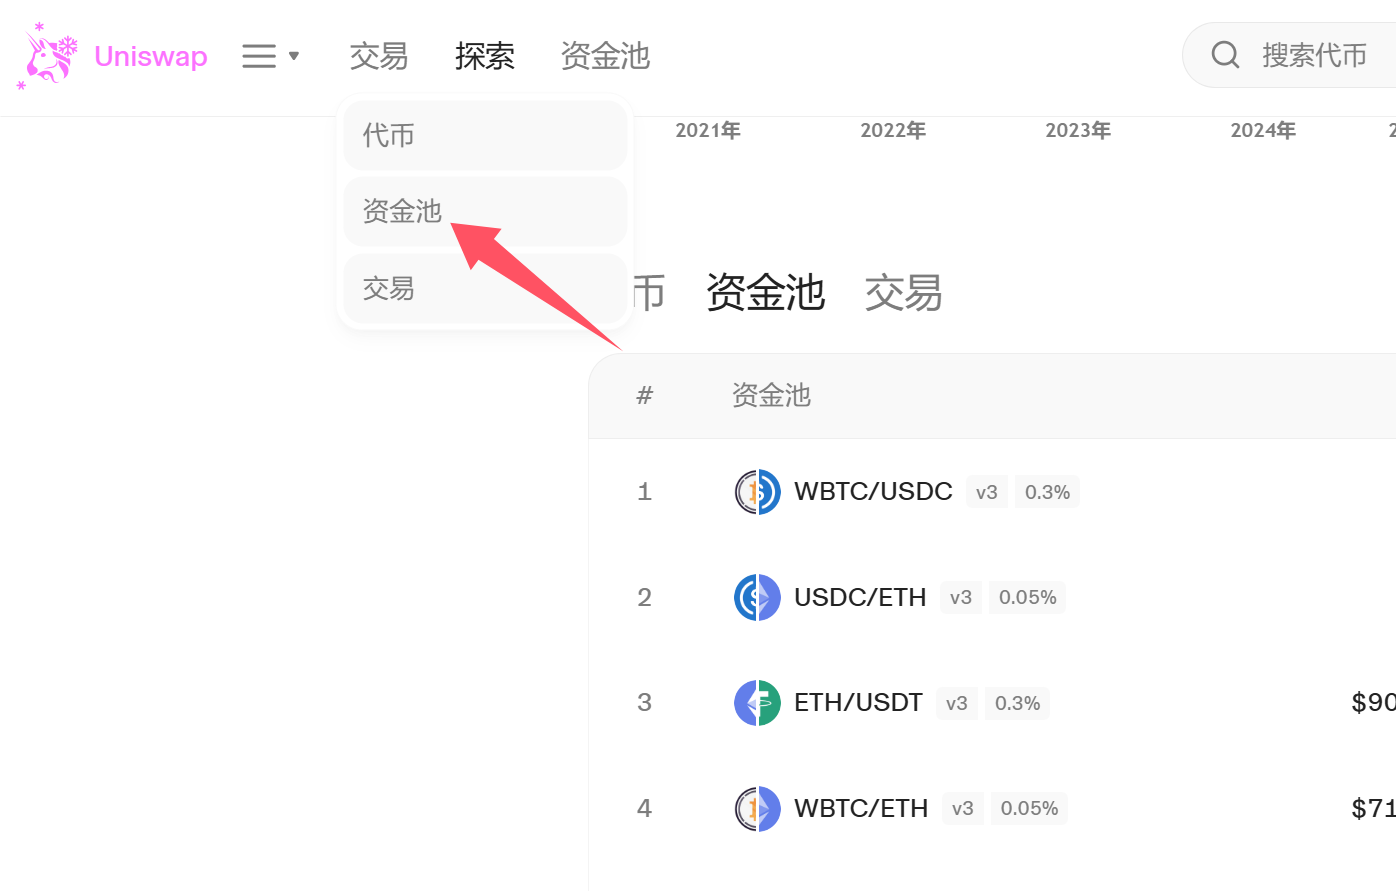 Uniswap 交易 探索 资金池 搜索代币
代币
资金池
交易
2021年 2022年 2023年 2024年
币 资金池 交易
# 资金池
1 WBTC/USDC v3 0.3%
2 USDC/ETH v3 0.05%
3 ETH/USDT v3 0.3% $90
4 WBTC/ETH v3 0.05% $71